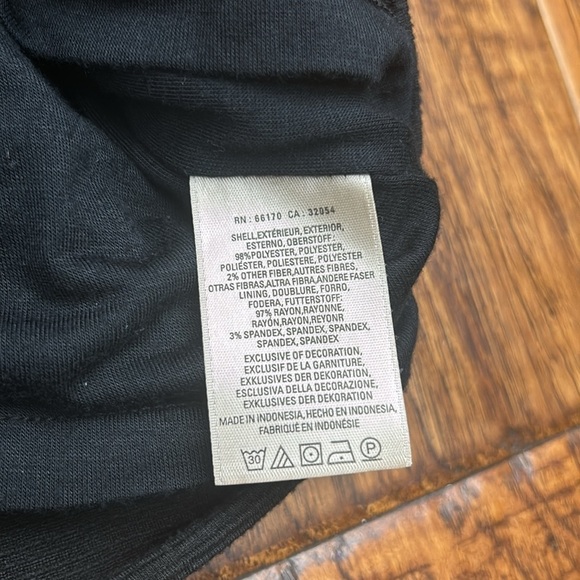 RN : 66170 CA : 32054
SHELL,EXTÉRIEUR, EXTERIOR,
ESTERNO, OBERSTOFF :
98%POLYESTER, POLYESTER,
POLIÉSTER, POLIESTERE, POLYESTER
2% OTHER FIBER,AUTRES FIBRES,
OTRAS FIBRAS,ALTRA FIBRA,ANDERE FASER
LINING, DOUBLURE, FORRO,
FODERA, FUTTERSTOFF:
97% RAYON,RAYONNE,
RAYÓN,RAYON,REYONR
3% SPANDEX, SPANDEX, SPANDEX,
SPANDEX, SPANDEX
EXCLUSIVE OF DECORATION,
EXCLUSIF DE LA GARNITURE,
EXKLUSIVES DER DEKORATION,
ESCLUSIVA DELLA DECORAZIONE,
EXKLUSIVES DER DEKORATION
MADE IN INDONESIA, HECHO EN INDONESIA,
FABRIQUÉ EN INDONÉSIE
30 P